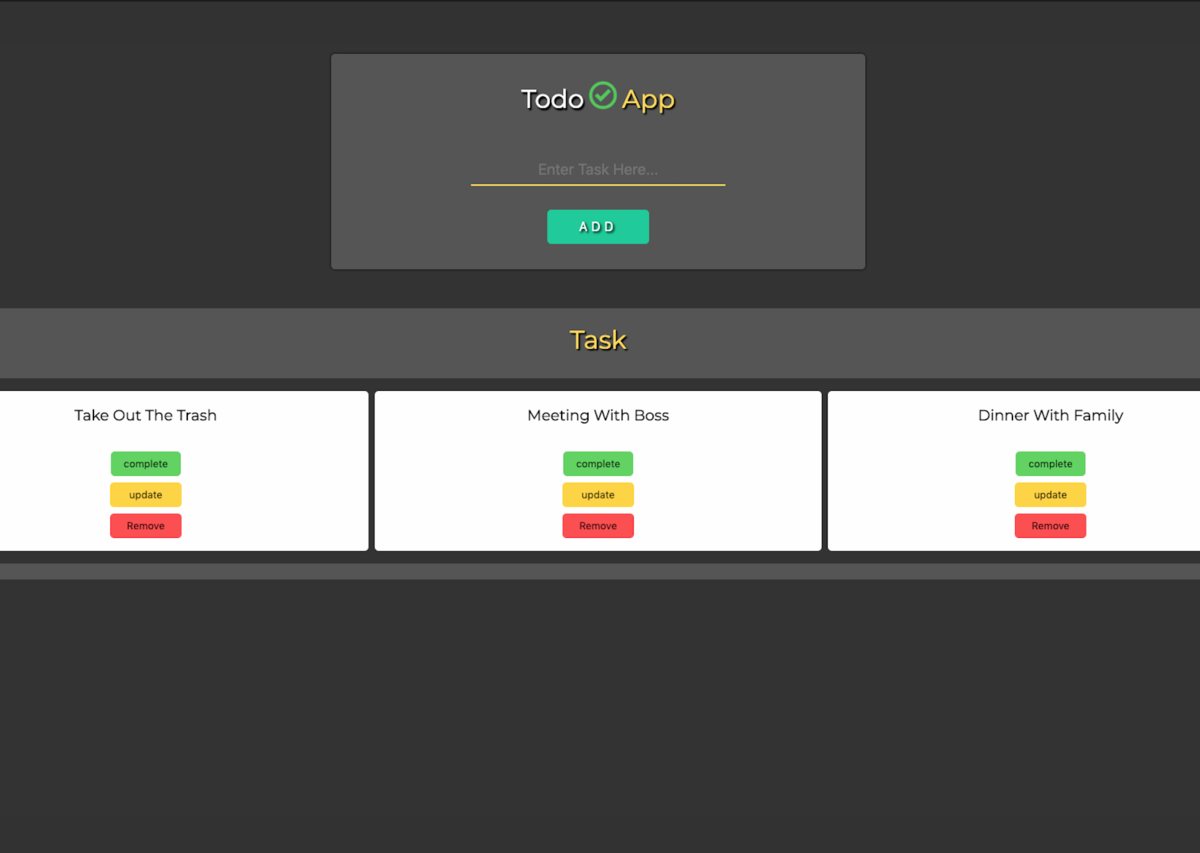 Todo App
Enter Task Here...
ADD
Task
Take Out The Trash
complete
update
Remove
Meeting With Boss
complete
update
Remove
Dinner With Family
complete
update
Remove